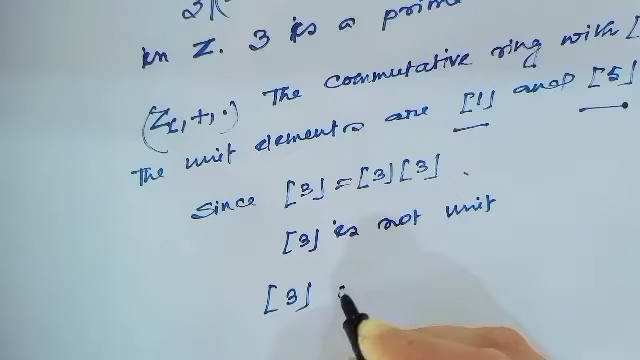 in Z. 3 is a prime
(Z6, +, ·) The commutative ring with [
The unit elements are [1] and [5]
Since [3] = [3][3].
[3] is not unit
[3]